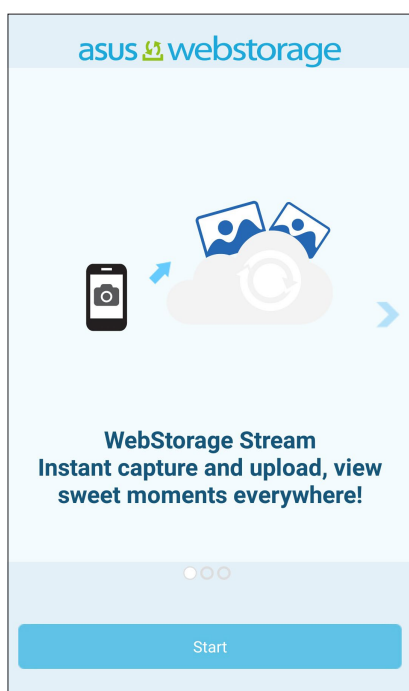 asus webstorage
WebStorage Stream
Instant capture and upload, view
sweet moments everywhere!
Start